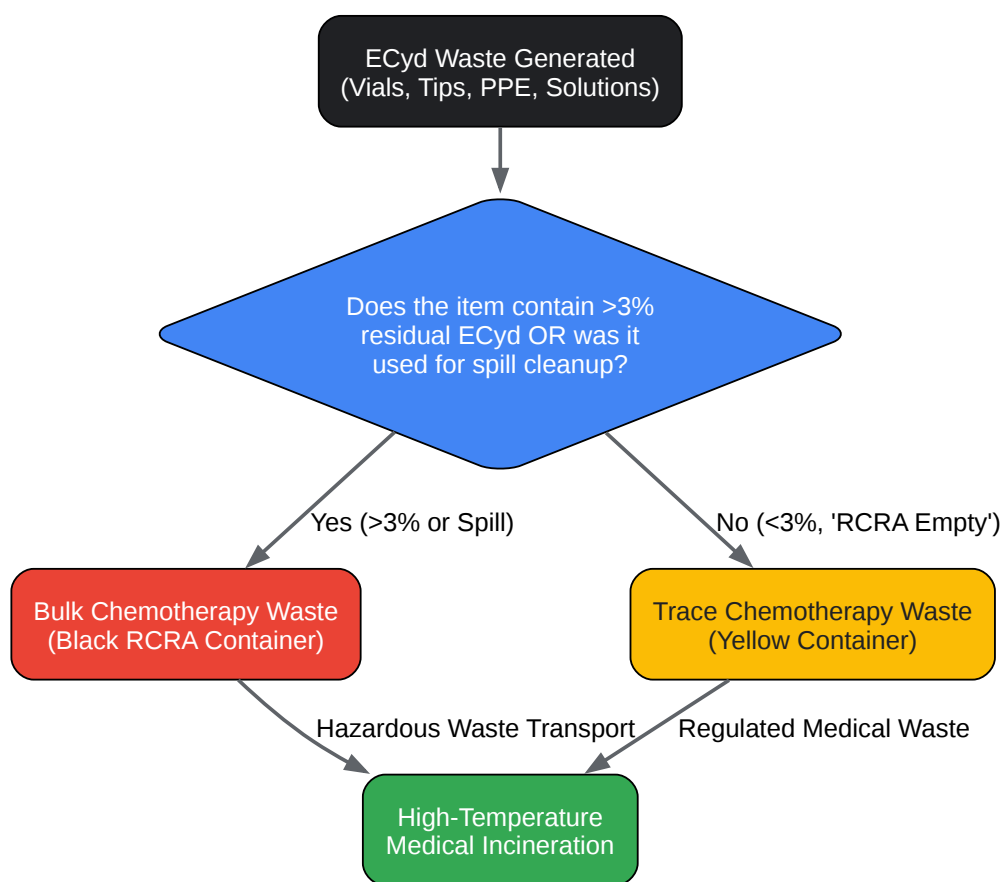 ECyd Waste Generated
(Vials, Tips, PPE, Solutions)
Does the item contain >3%
residual ECyd OR was it
used for spill cleanup?
Yes (>3% or Spill)
No (<3%, 'RCRA Empty')
Bulk Chemotherapy Waste
(Black RCRA Container)
Trace Chemotherapy Waste
(Yellow Container)
Hazardous Waste Transport
Regulated Medical Waste
High-Temperature
Medical Incineration